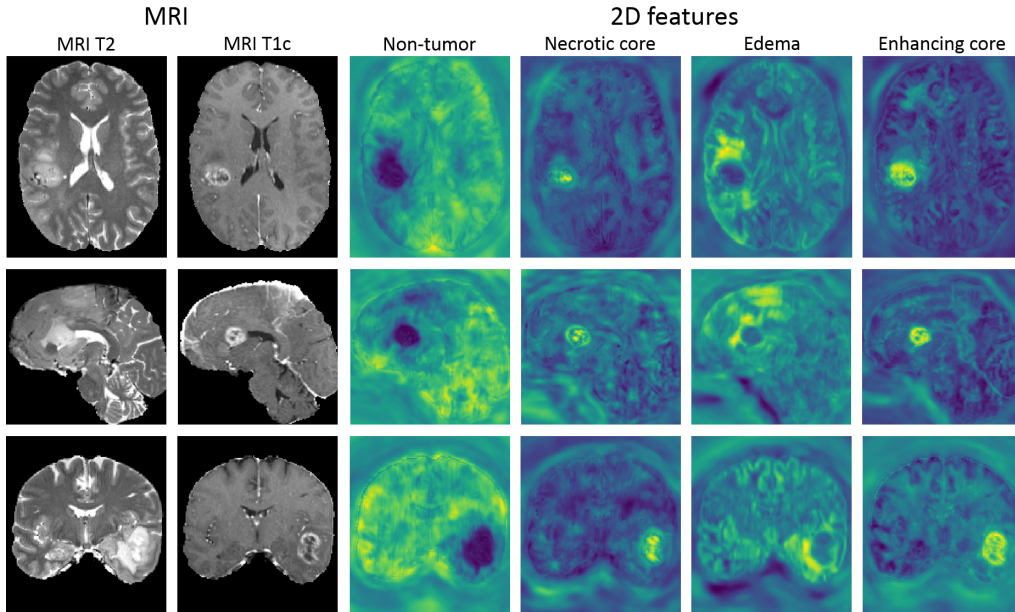 MRI
2D features
MRI T2
MRI T1c
Non-tumor
Necrotic core
Edema
Enhancing core